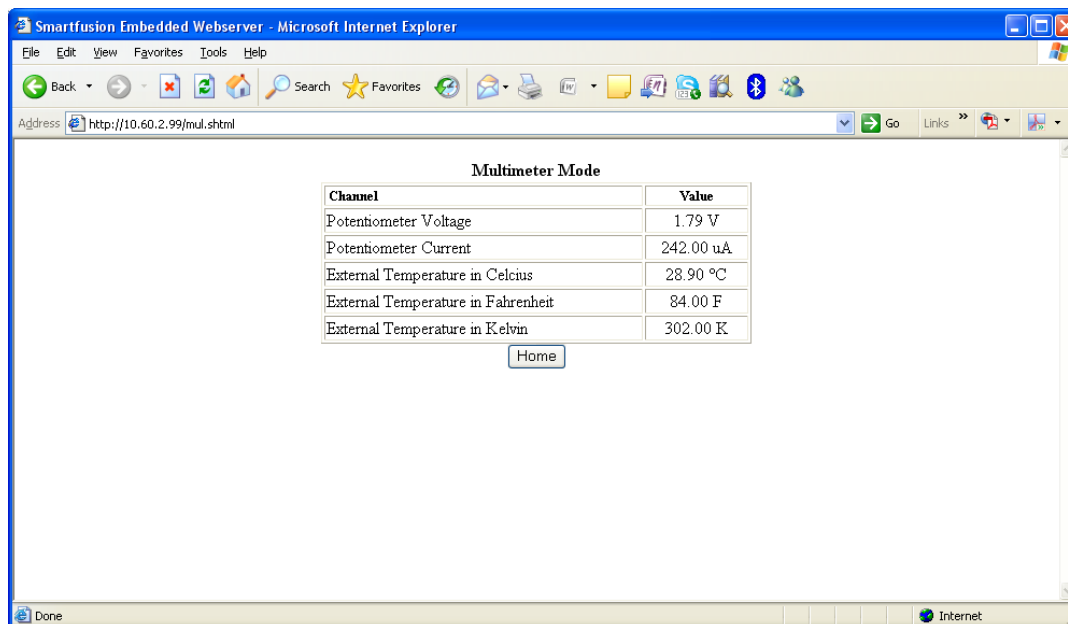 Smartfusion Embedded Webserver - Microsoft Internet Explorer
File Edit View Favorites Tools Help
Back Search Favorites
Address http://10.60.2.99/mul.shtml Go Links »
Multimeter Mode
Channel Value
Potentiometer Voltage 1.79 V
Potentiometer Current 242.00 uA
External Temperature in Celcius 28.90 °C
External Temperature in Fahrenheit 84.00 F
External Temperature in Kelvin 302.00 K
Home
Done Internet